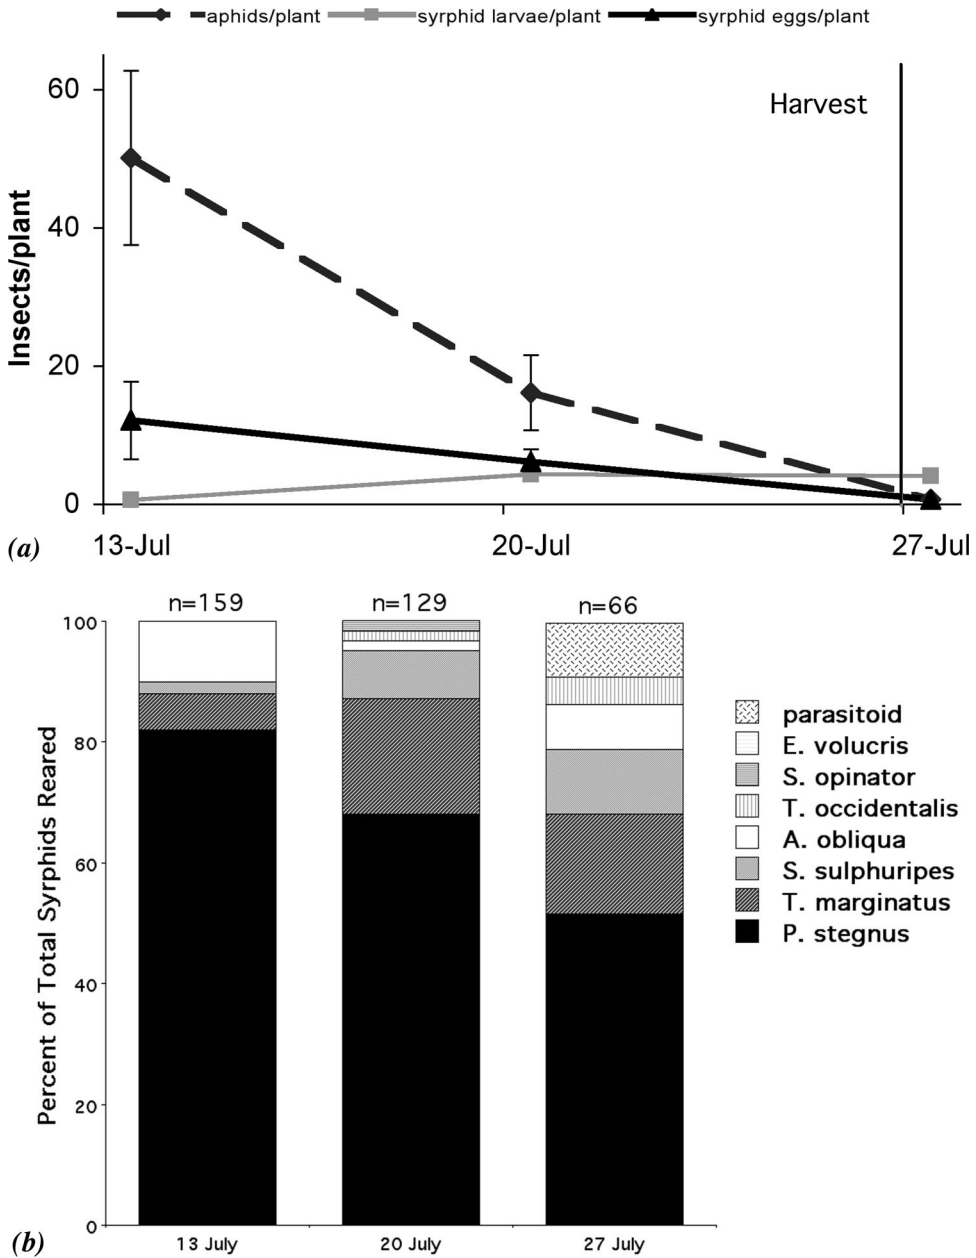 aphids/plant syrphid larvae/plant syrphid eggs/plant
60
Harvest
Insects/plant
40
20
0
(a)
13-Jul 20-Jul 27-Jul
n=159 n=129 n=66
100
80
60
40
20
0
Percent of Total Syrphids Reared
parasitoid
E. volucris
S. opinator
T. occidentalis
A. obliqua
S. sulphuripes
T. marginatus
P. stegnus
(b)
13 July 20 July 27 July